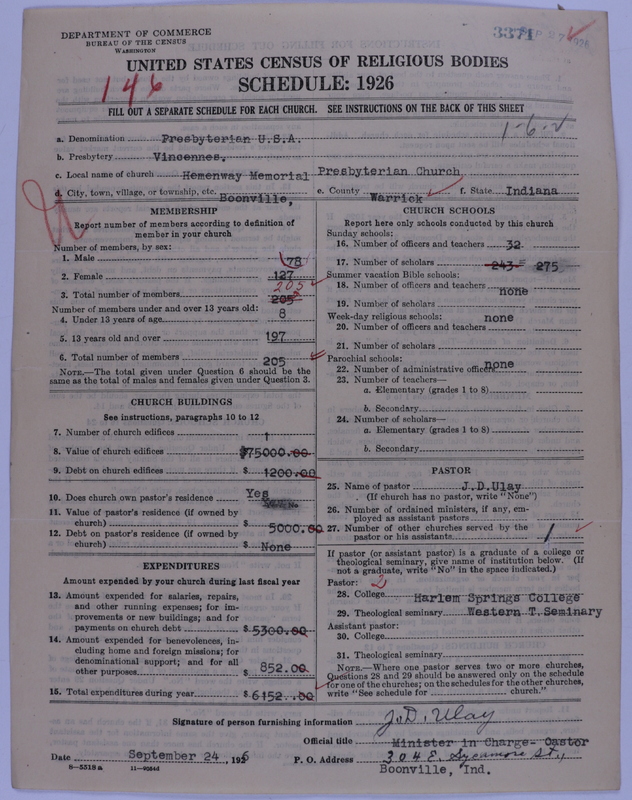 DEPARTMENT OF COMMERCE
BUREAU OF THE CENSUS
WASHINGTON
3371
UNITED STATES CENSUS OF RELIGIOUS BODIES
SCHEDULE: 1926
146
FILL OUT A SEPARATE SCHEDULE FOR EACH CHURCH. SEE INSTRUCTIONS ON THE BACK OF THIS SHEET
1-6-2
a. Denomination Presbyterian U.S.A.
b. Presbytery Vincennes,
c. Local name of church Hemenway Memorial Presbyterian Church
d. City, town, village, or township, etc. Boonville, e. County Warrick f. State Indiana
MEMBERSHIP
Report number of members according to definition of member in your church
Number of members, by sex:
1. Male 78
2. Female 127
205
3. Total number of members 205
Number of members under and over 13 years old:
4. Under 13 years of age 8
5. 13 years old and over 197
6. Total number of members 205
NOTE.—The total given under Question 6 should be the
same as the total of males and females given under Question 3.
CHURCH BUILDINGS
See instructions, paragraphs 10 to 12
7. Number of church edifices 1
8. Value of church edifices $75000.00
9. Debt on church edifices $ 1200.00
10. Does church own pastor's residence Yes
11. Value of pastor's residence (if owned by
church) $ 5000.00
12. Debt on pastor's residence (if owned by
church) $ None
EXPENDITURES
Amount expended by your church during last fiscal year
13. Amount expended for salaries, repairs,
and other running expenses; for im-
provements or new buildings; and for
payments on church debt $ 5300.00
14. Amount expended for benevolences, in-
cluding home and foreign missions; for
denominational support; and for all
other purposes $ 852.00
15. Total expenditures during year $ 6152.00
CHURCH SCHOOLS
Report here only schools conducted by this church
Sunday schools:
16. Number of officers and teachers 32
17. Number of scholars 243 275
Summer vacation Bible schools:
18. Number of officers and teachers none
19. Number of scholars
Week-day religious schools: none
20. Number of officers and teachers
21. Number of scholars
Parochial schools: none
22. Number of administrative officers
23. Number of teachers—
a. Elementary (grades 1 to 8)
b. Secondary
24. Number of scholars—
a. Elementary (grades 1 to 8)
b. Secondary
PASTOR
25. Name of pastor J.D.Ulay
(If church has no pastor, write "None")
26. Number of ordained ministers, if any, em-
ployed as assistant pastors
27. Number of other churches served by the
pastor or his assistants 1
If pastor (or assistant pastor) is a graduate of a college or
theological seminary, give name of institution below. (If
not a graduate, write "No" in the space indicated.)
Pastor: 2
28. College Harlem Springs College
29. Theological seminary Western T.Seminary
Assistant pastor:
30. College
31. Theological seminary
NOTE.—Where one pastor serves two or more churches,
Questions 28 and 29 should be answered only on the schedule
for one of the churches; on the schedules for the other churches,
write "See schedule for church."
Signature of person furnishing information J.D. Ulay
Official title Minister in Charge- Castor
Date September 24, 1926 P. O. Address 304 E. Sycamore St.,
Boonville, Ind.
8-5318a 11-9864d